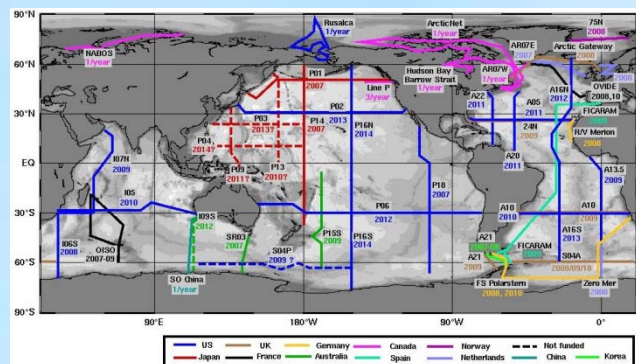 Rusalca
1/year
ArcticNet
1/year
75N
2008
90°N
NABOS
1/year
AR07E
2007
Arctic Gateway
2008
60°N
P01
2007
Line P
3/year
Hudson Bay
Barrow Strait
1/year
AR07W
1/year
OVIDE
2008,10
2008
A16N
2012
P02
2013
P14
2007
P16N
2014
A22
2011
A05
2011
FICARAM
2009
30°N
P03
2013?
24N
2009
R/V Merian
2008
P04
2014?
A20
2011
EQ
I07N
2009
P09
2011?
P13
2010?
P18
2007
A13.5
2009
I05
2010
P06
2012
A10
2010
A10
2009
30°S
I09S
2012
P15S
2009
I06S
2008
OISO
2007-09
SR03
2007
S04P
2009 ?
P16S
2014
A21
2007-08
A16S
2013
FICARAM
2009
60°S
A21
2009
S04A
2008/09/10
SO China
1/year
FS Polarstern
2008, 2010
Zero Mer
2008
90°S
90°E 180°W 90°W 0°
US UK Germany Canada Norway Not funded
Japan France Australia Spain Netherlands China Korea